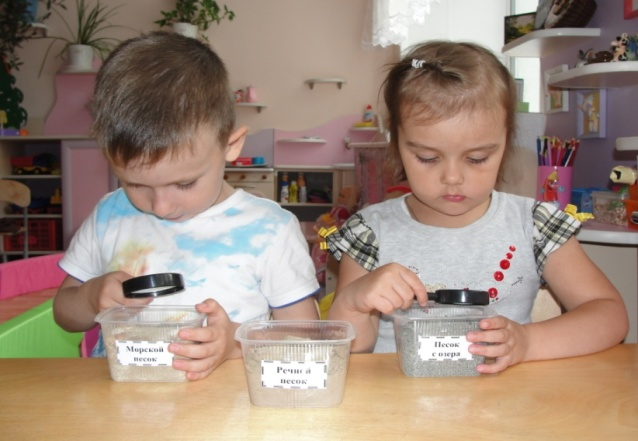 Морской
песок
Речной
песок
Песок
с озера